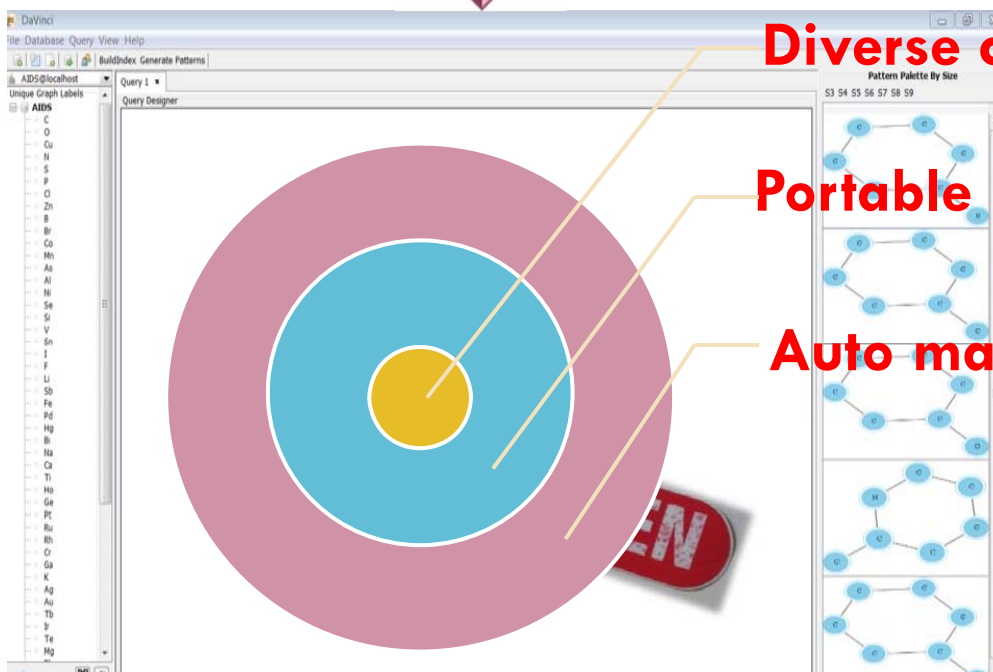 DaVinci
File Database Query View Help
BuildIndex Generate Patterns
AIDS@localhost
Unique Graph Labels
AIDS
C
O
Cu
N
S
P
Cl
Zn
B
Br
Co
Mn
As
Al
Ni
Se
Si
V
Sn
I
F
Li
Sb
Fe
Pd
Hg
Bi
Na
Ca
Ti
Ho
Ge
Pt
Ru
Rh
Cr
Ga
K
Ag
Au
Tb
Ir
Te
Mg
Query 1
Query Designer
Diverse
Portable
Auto ma
EN
Pattern Palette By Size
S3 S4 S5 S6 S7 S8 S9
C C
C C
C C
C C
C C
C
C C
C C
C C
H C
C C
C C
C C
C C
C C